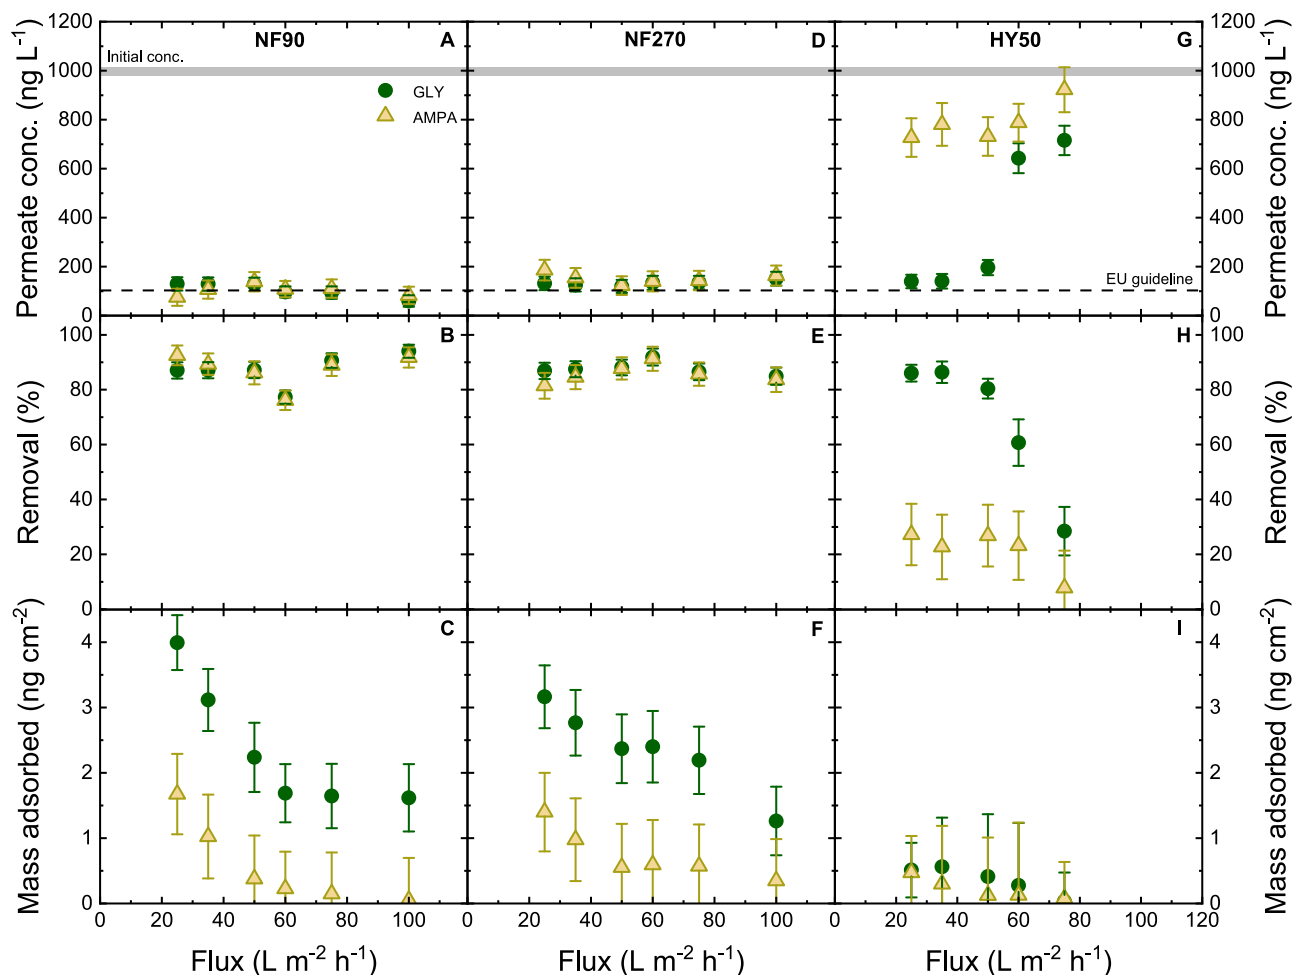 NF90 A
NF270 D
HY50 G
Initial conc.
GLY
AMPA
EU guideline
Permeate conc. (ng L⁻¹)
1200
1000
800
600
400
200
0
Permeate conc. (ng L⁻¹)
1200
1000
800
600
400
200
0
B
E
H
Removal (%)
100
80
60
40
20
0
Removal (%)
100
80
60
40
20
0
C
F
I
Mass adsorbed (ng cm⁻²)
4
3
2
1
0
Mass adsorbed (ng cm⁻²)
4
3
2
1
0
0 20 40 60 80 100
0 20 40 60 80 100
0 20 40 60 80 100 120
Flux (L m⁻² h⁻¹)
Flux (L m⁻² h⁻¹)
Flux (L m⁻² h⁻¹)